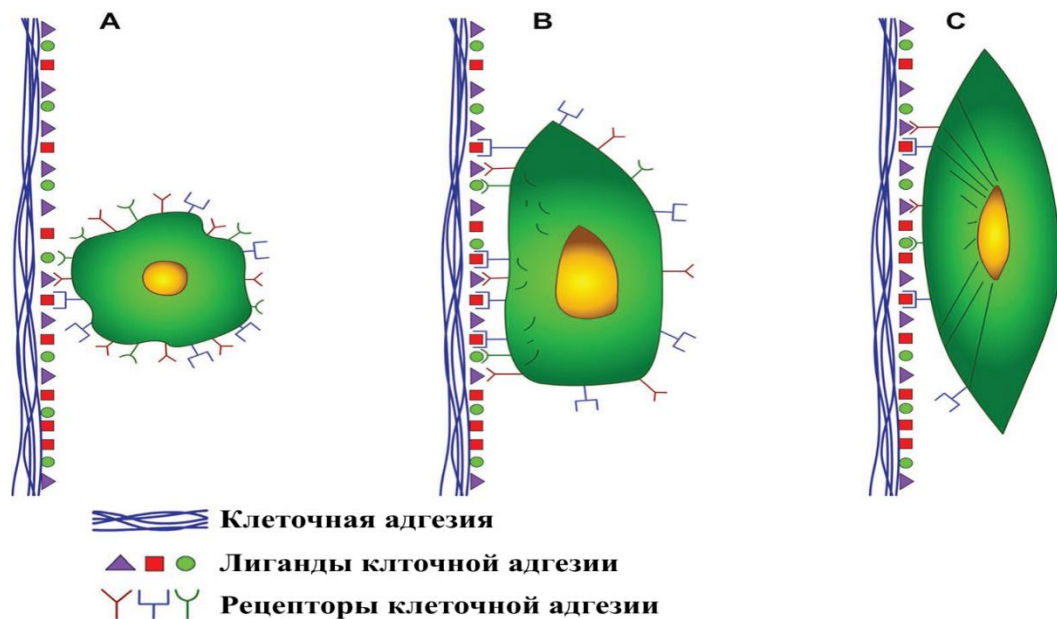 A
B
C
Клеточная адгезия
Лиганды клточной адгезии
Рецепторы клеточной адгезии